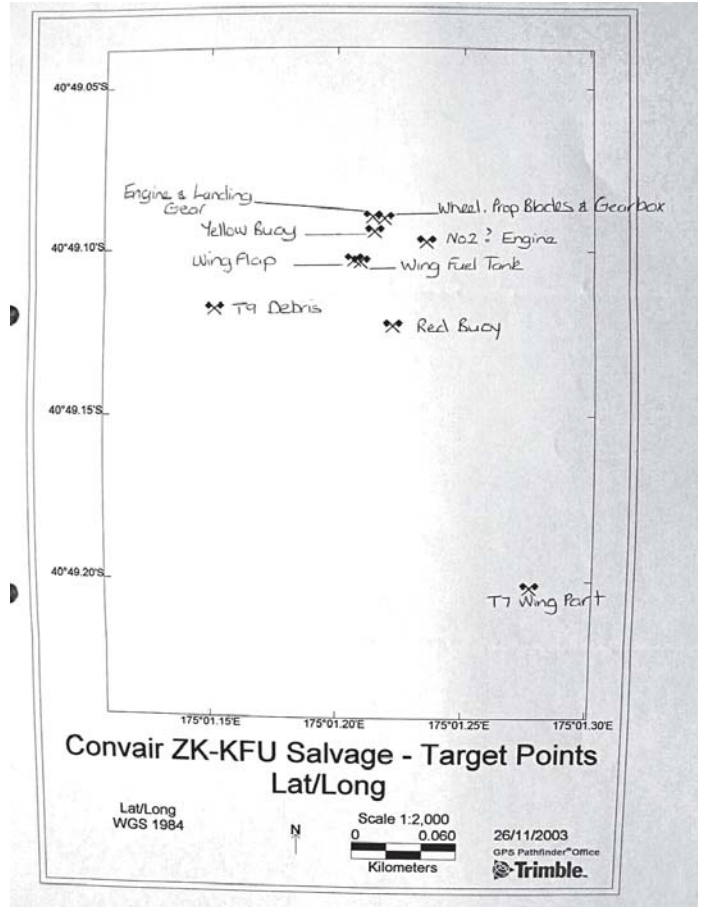 40°49.05'S
Engine & Landing
Gear
Wheel, Prop Blades & Gearbox
Yellow Buoy
No2? Engine
40°49.10'S
Wing Flap
Wing Fuel Tank
T9 Debris
Red Buoy
40°49.15'S
40°49.20'S
T7 Wing Part
175°01.15'E
175°01.20'E
175°01.25'E
175°01.30'E
Convair ZK-KFU Salvage - Target Points
Lat/Long
Lat/Long
WGS 1984
N
Scale 1:2,000
0 0.060
Kilometers
26/11/2003
GPS Pathfinder® Office
Trimble.